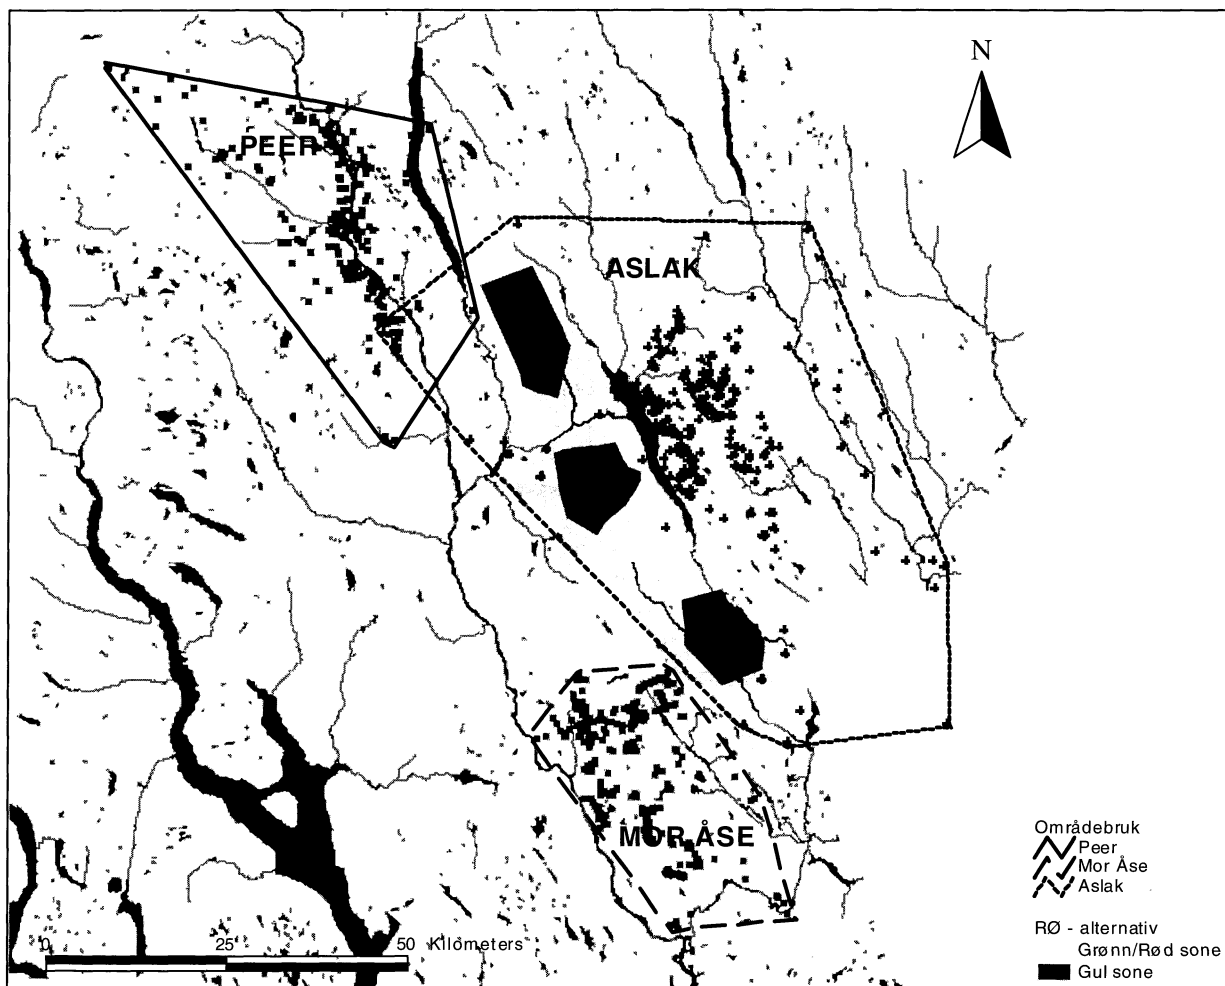 N
PEER
ASLAK
MOR ÅSE
Områdebruk
Peer
Mor Åse
Aslak
RØ - alternativ
Grønn/Rød sone
Gul sone
0 25 50 Kilometers